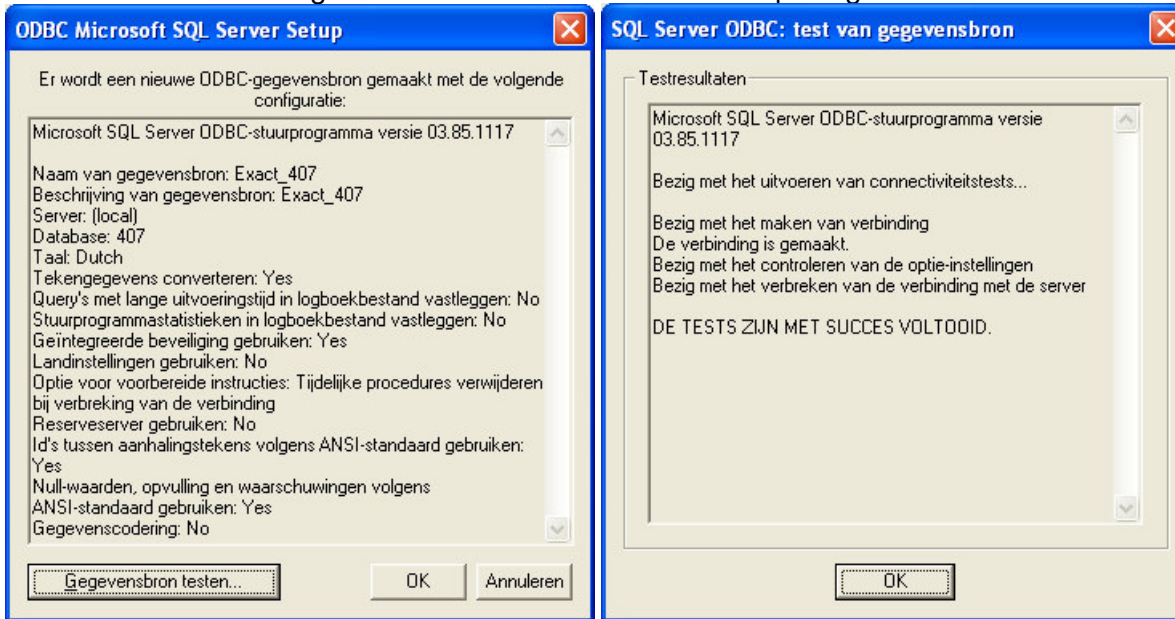 ODBC Microsoft SQL Server Setup
Er wordt een nieuwe ODBC-gegevensbron gemaakt met de volgende
configuratie:
Microsoft SQL Server ODBC-stuurprogramma versie 03.85.1117
Naam van gegevensbron: Exact_407
Beschrijving van gegevensbron: Exact_407
Server: (local)
Database: 407
Taal: Dutch
Tekengegevens converteren: Yes
Query's met lange uitvoeringstijd in logboekbestand vastleggen: No
Stuurprogrammastatistieken in logboekbestand vastleggen: No
Geïntegreerde beveiliging gebruiken: Yes
Landinstellingen gebruiken: No
Optie voor voorbereide instructies: Tijdelijke procedures verwijderen
bij verbreking van de verbinding
Reserveserver gebruiken: No
Id's tussen aanhalingstekens volgens ANSI-standaard gebruiken:
Yes
Null-waarden, opvulling en waarschuwingen volgens
ANSI-standaard gebruiken: Yes
Gegevenscodering: No
Gegevensbron testen...
OK
Annuleren
SQL Server ODBC: test van gegevensbron
Testresultaten
Microsoft SQL Server ODBC-stuurprogramma versie
03.85.1117
Bezig met het uitvoeren van connectiviteitstests...
Bezig met het maken van verbinding
De verbinding is gemaakt.
Bezig met het controleren van de optie-instellingen
Bezig met het verbreken van de verbinding met de server
DE TESTS ZIJN MET SUCCES VOLTOOID.
OK